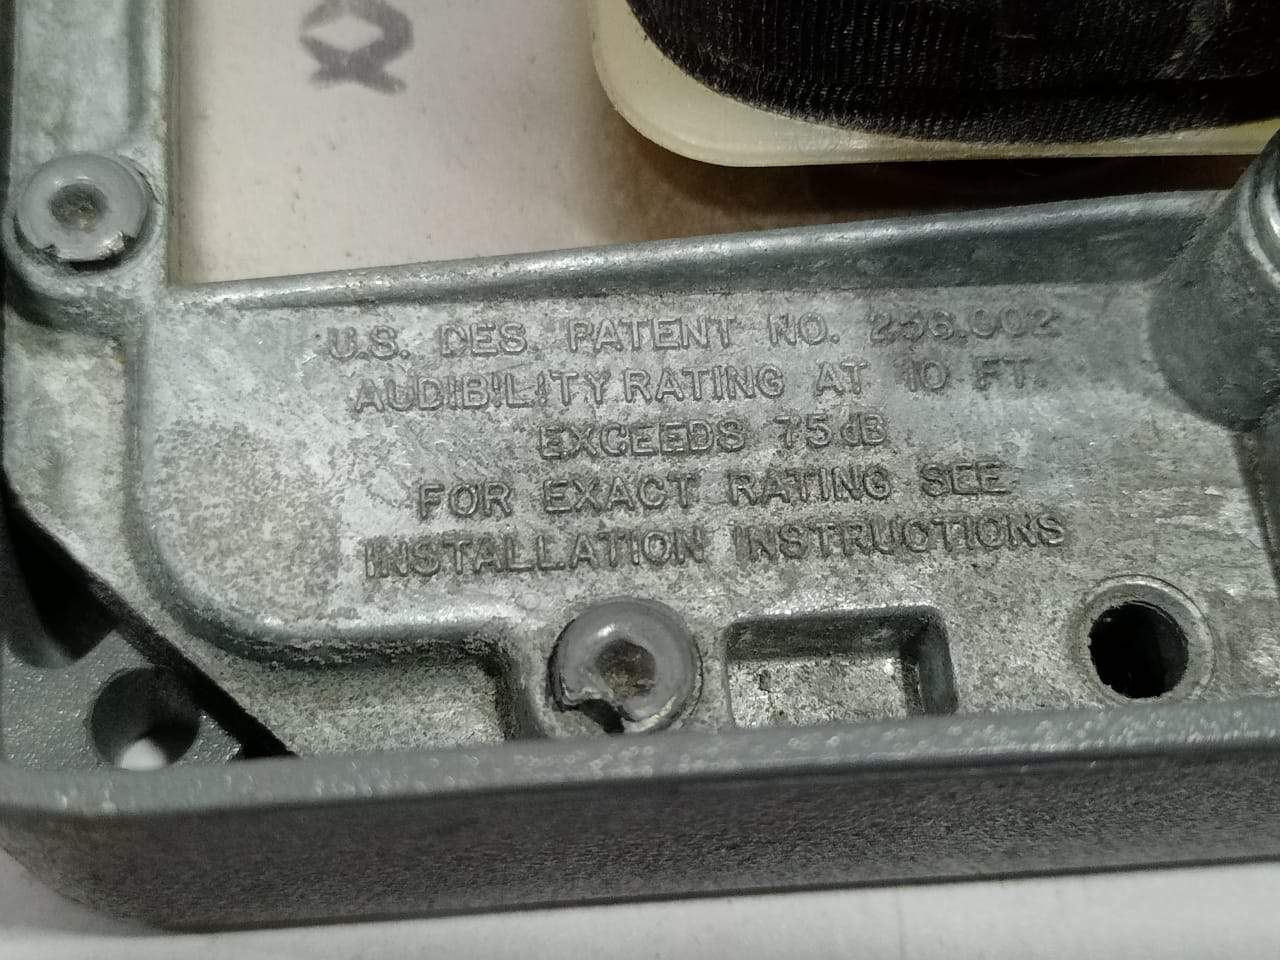 U.S. DES. PATENT NO. 256.002
AUDIBILITY RATING AT 10 FT.
EXCEEDS 75dB
FOR EXACT RATING SEE
INSTALLATION INSTRUCTIONS